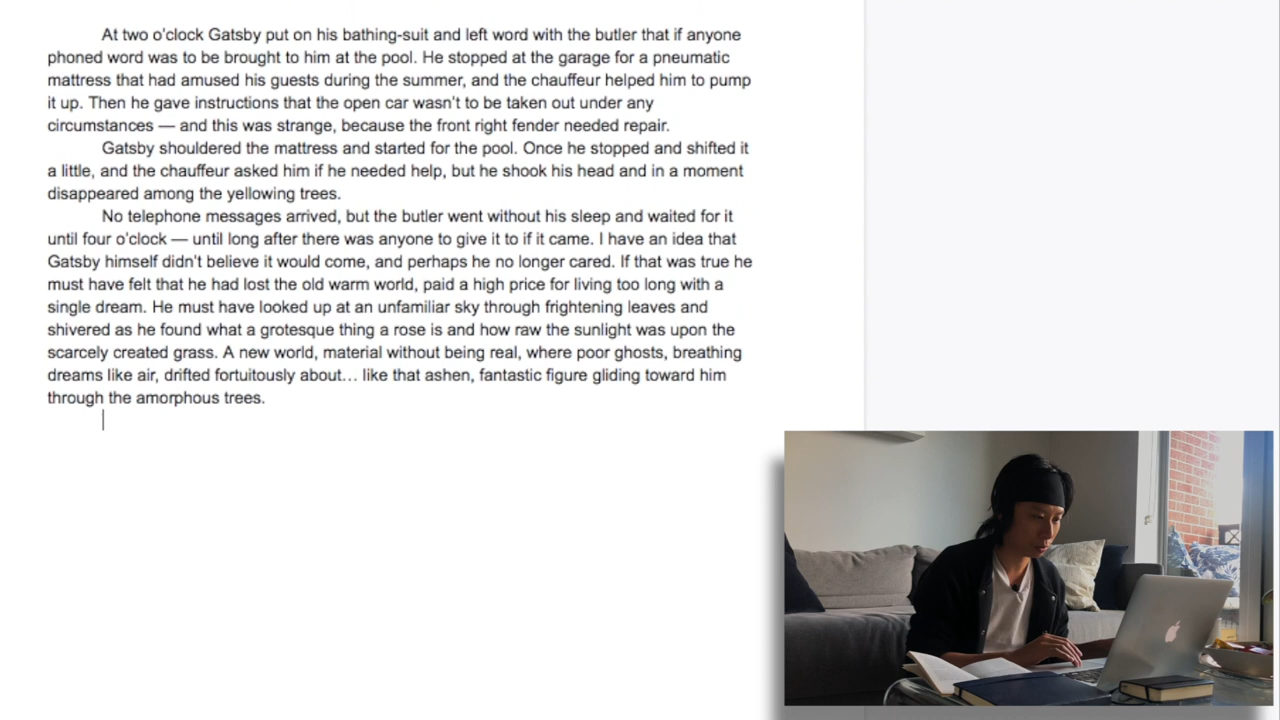 At two o'clock Gatsby put on his bathing-suit and left word with the butler that if anyone
phoned word was to be brought to him at the pool. He stopped at the garage for a pneumatic
mattress that had amused his guests during the summer, and the chauffeur helped him to pump
it up. Then he gave instructions that the open car wasn't to be taken out under any
circumstances — and this was strange, because the front right fender needed repair.
Gatsby shouldered the mattress and started for the pool. Once he stopped and shifted it
a little, and the chauffeur asked him if he needed help, but he shook his head and in a moment
disappeared among the yellowing trees.
No telephone messages arrived, but the butler went without his sleep and waited for it
until four o'clock — until long after there was anyone to give it to if it came. I have an idea that
Gatsby himself didn't believe it would come, and perhaps he no longer cared. If that was true he
must have felt that he had lost the old warm world, paid a high price for living too long with a
single dream. He must have looked up at an unfamiliar sky through frightening leaves and
shivered as he found what a grotesque thing a rose is and how raw the sunlight was upon the
scarcely created grass. A new world, material without being real, where poor ghosts, breathing
dreams like air, drifted fortuitously about… like that ashen, fantastic figure gliding toward him
through the amorphous trees.